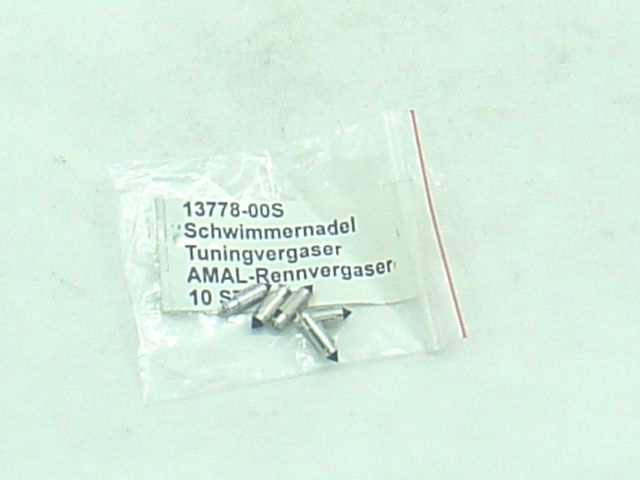 13778-00S
Schwimmernadel
Tuningvergaser
AMAL-Rennvergaser
10